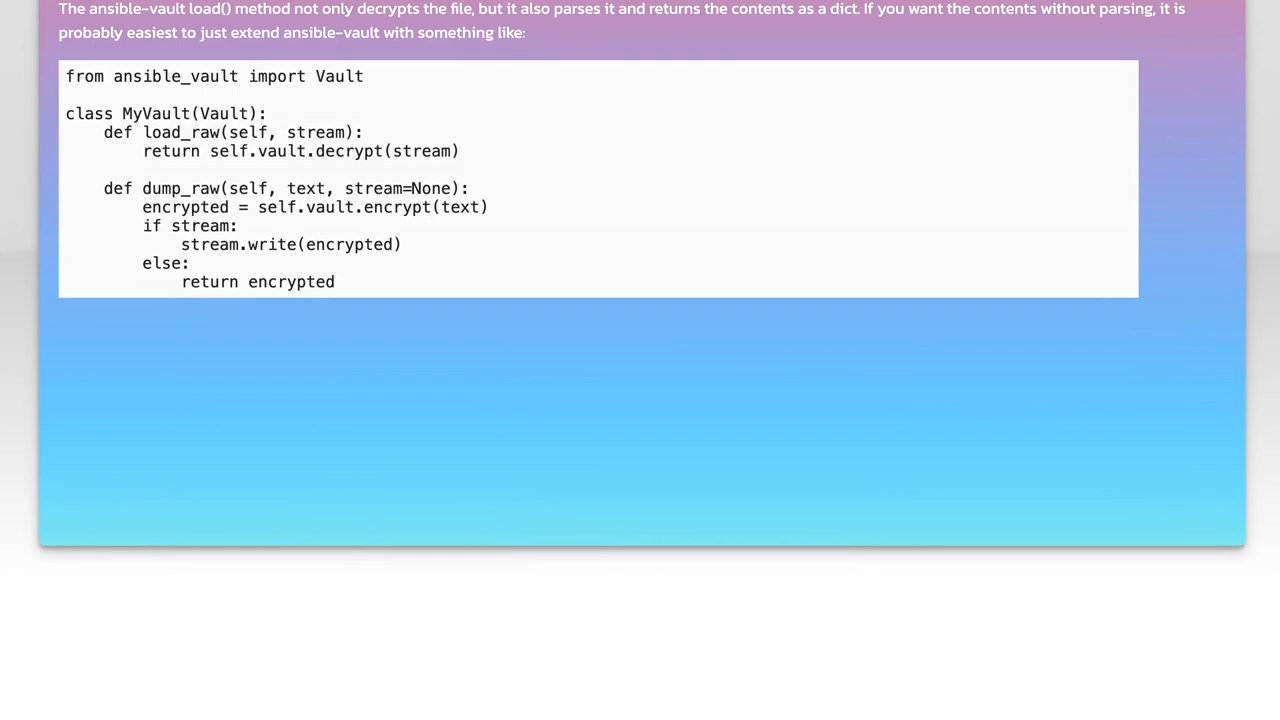 The ansible-vault load() method not only decrypts the file, but it also parses it and returns the contents as a dict. If you want the contents without parsing, it is
probably easiest to just extend ansible-vault with something like:
from ansible_vault import Vault

class MyVault(Vault):
    def load_raw(self, stream):
        return self.vault.decrypt(stream)

    def dump_raw(self, text, stream=None):
        encrypted = self.vault.encrypt(text)
        if stream:
            stream.write(encrypted)
        else:
            return encrypted